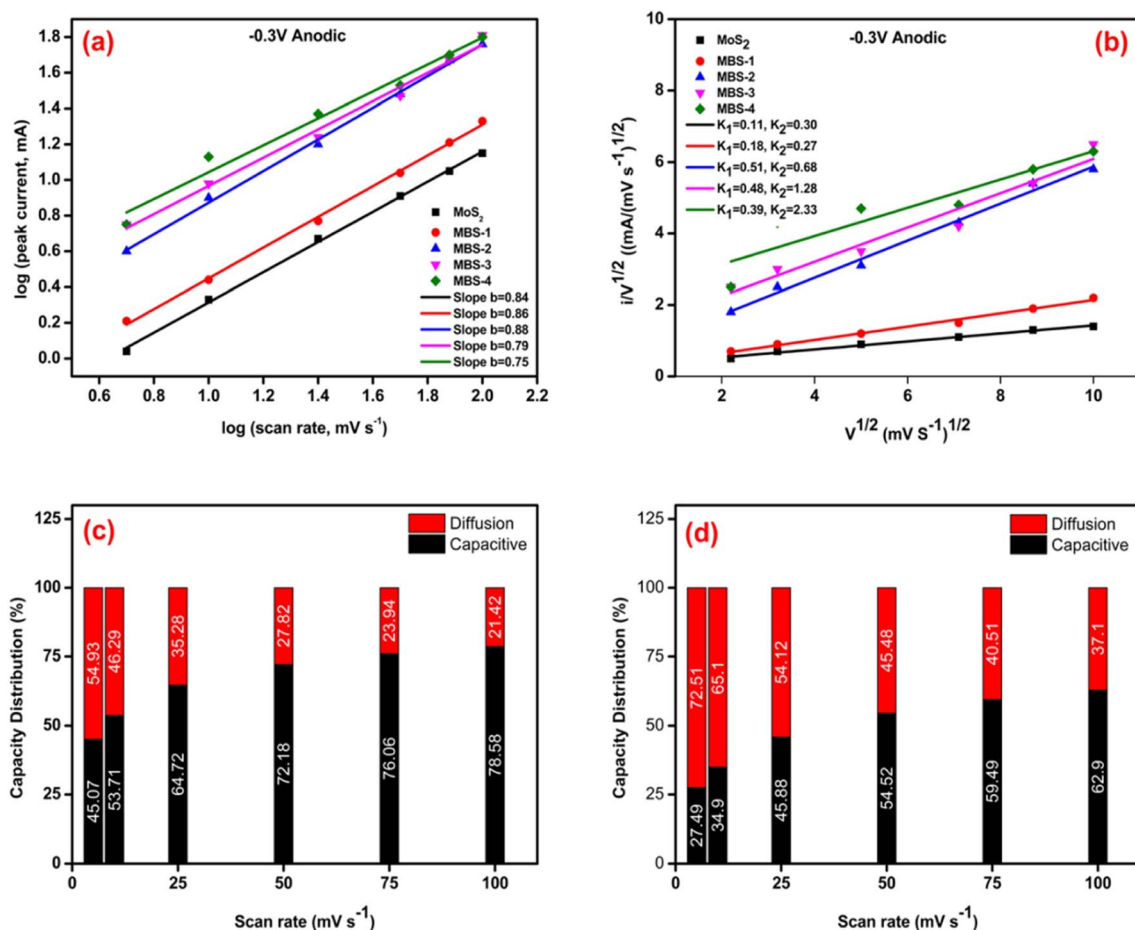 (a)
-0.3V Anodic
log (peak current, mA)
1.8
1.6
1.4
1.2
1.0
0.8
0.6
0.4
0.2
0.0
MoS2
MBS-1
MBS-2
MBS-3
MBS-4
Slope b=0.84
Slope b=0.86
Slope b=0.88
Slope b=0.79
Slope b=0.75
0.6 0.8 1.0 1.2 1.4 1.6 1.8 2.0 2.2
log (scan rate, mV s-1)
(b)
-0.3V Anodic
i/V1/2 ((mA/(mV s-1)1/2)
10
8
6
4
2
0
MoS2
MBS-1
MBS-2
MBS-3
MBS-4
K1=0.11, K2=0.30
K1=0.18, K2=0.27
K1=0.51, K2=0.68
K1=0.48, K2=1.28
K1=0.39, K2=2.33
2 4 6 8 10
V1/2 (mV S-1)1/2
(c)
Diffusion
Capacitive
Capacity Distribution (%)
125
100
75
50
25
0
54.93 46.29 35.28 27.82 23.94 21.42
45.07 53.71 64.72 72.18 76.06 78.58
0 25 50 75 100
Scan rate (mV s-1)
(d)
Diffusion
Capacitive
Capacity Distribution (%)
125
100
75
50
25
0
72.51 65.1 54.12 45.48 40.51 37.1
27.49 34.9 45.88 54.52 59.49 62.9
0 25 50 75 100
Scan rate (mV s-1)